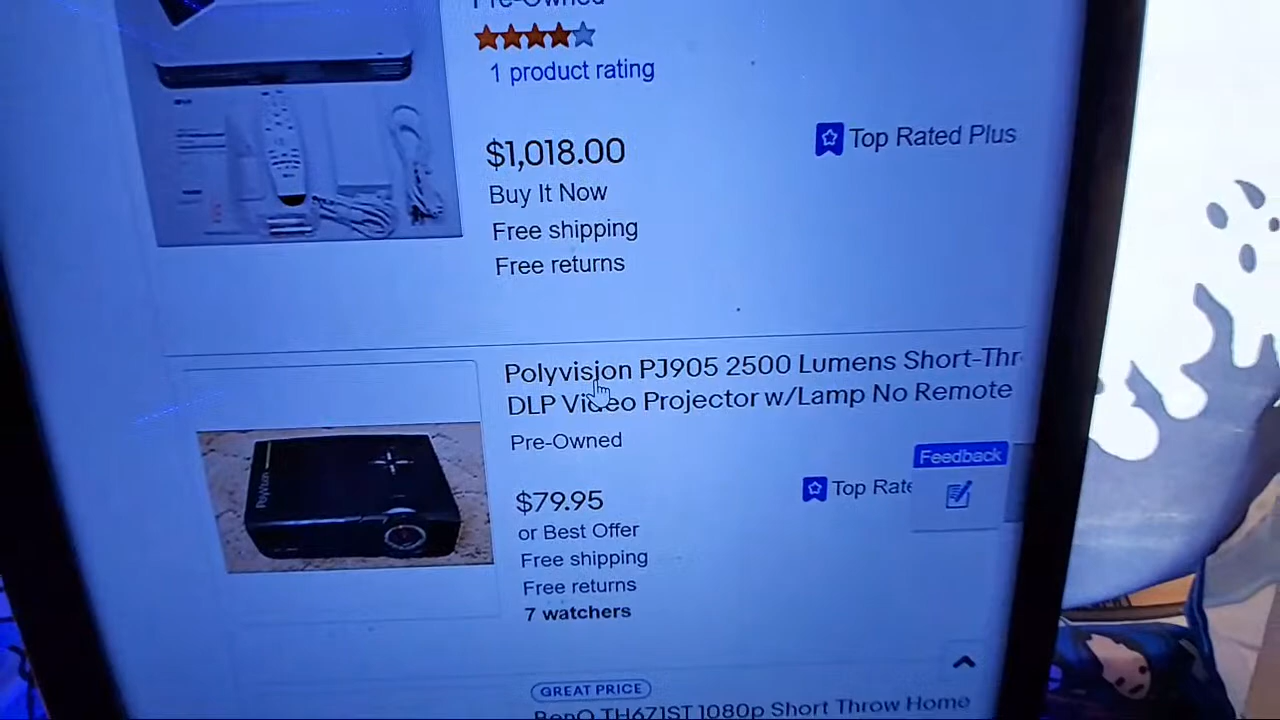 Pre-Owned
1 product rating
$1,018.00
Top Rated Plus
Buy It Now
Free shipping
Free returns
Polyvision PJ905 2500 Lumens Short-Thr
DLP Video Projector w/Lamp No Remote
Pre-Owned
Feedback
$79.95
Top Rate
or Best Offer
Free shipping
Free returns
7 watchers
GREAT PRICE
BenQ TH671ST 1080p Short Throw Home